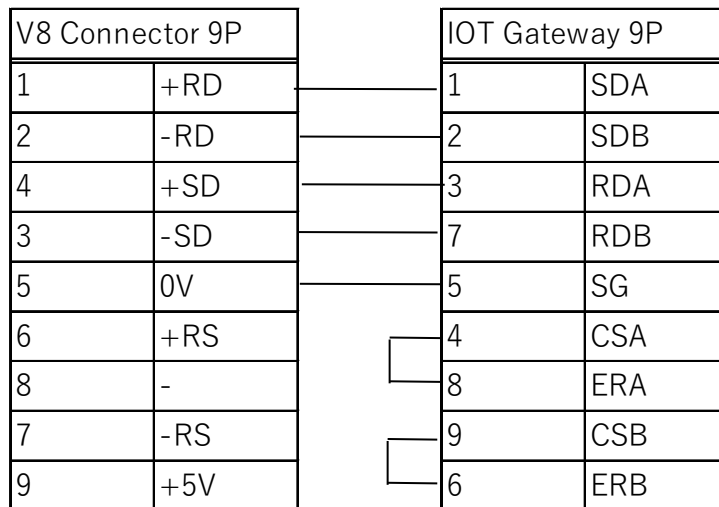 V8 Connector 9P IOT Gateway 9P
1 +RD 1 SDA
2 -RD 2 SDB
4 +SD 3 RDA
3 -SD 7 RDB
5 0V 5 SG
6 +RS 4 CSA
8 - 8 ERA
7 -RS 9 CSB
9 +5V 6 ERB